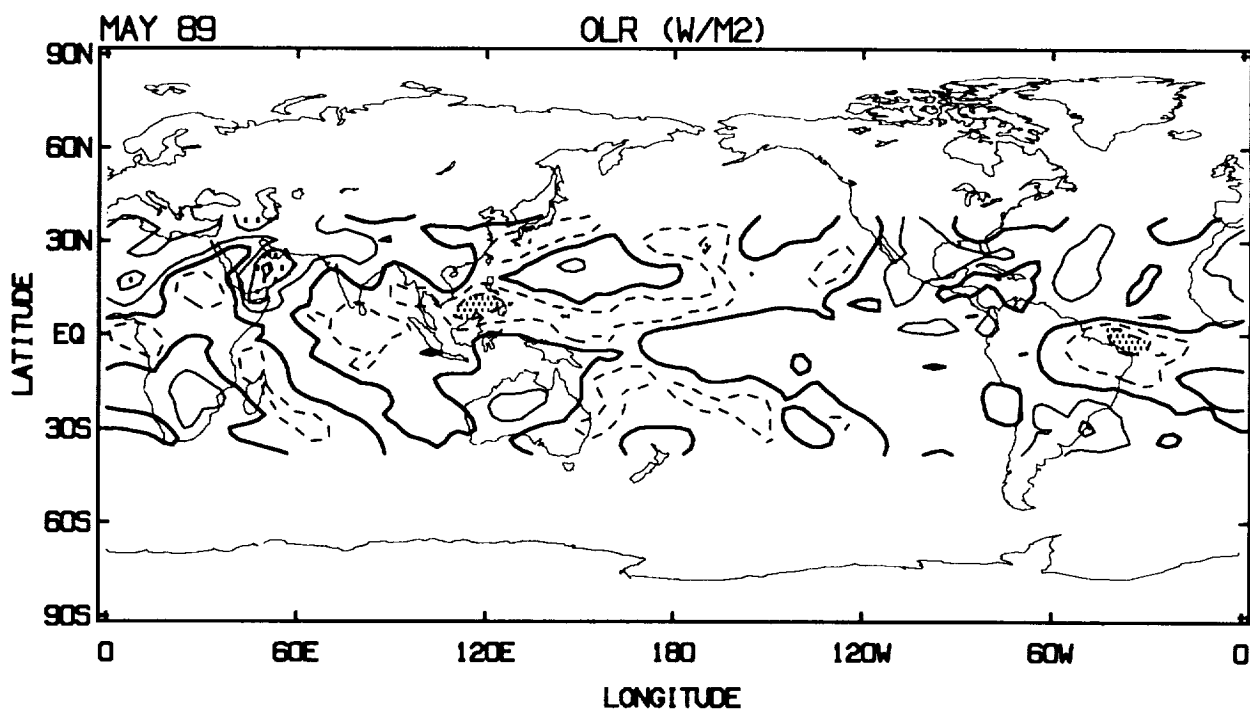 MAY 89
OLR (W/M2)
90N
60N
30N
EQ
30S
60S
90S
LATITUDE
0 60E 120E 180 120W 60W 0
LONGITUDE